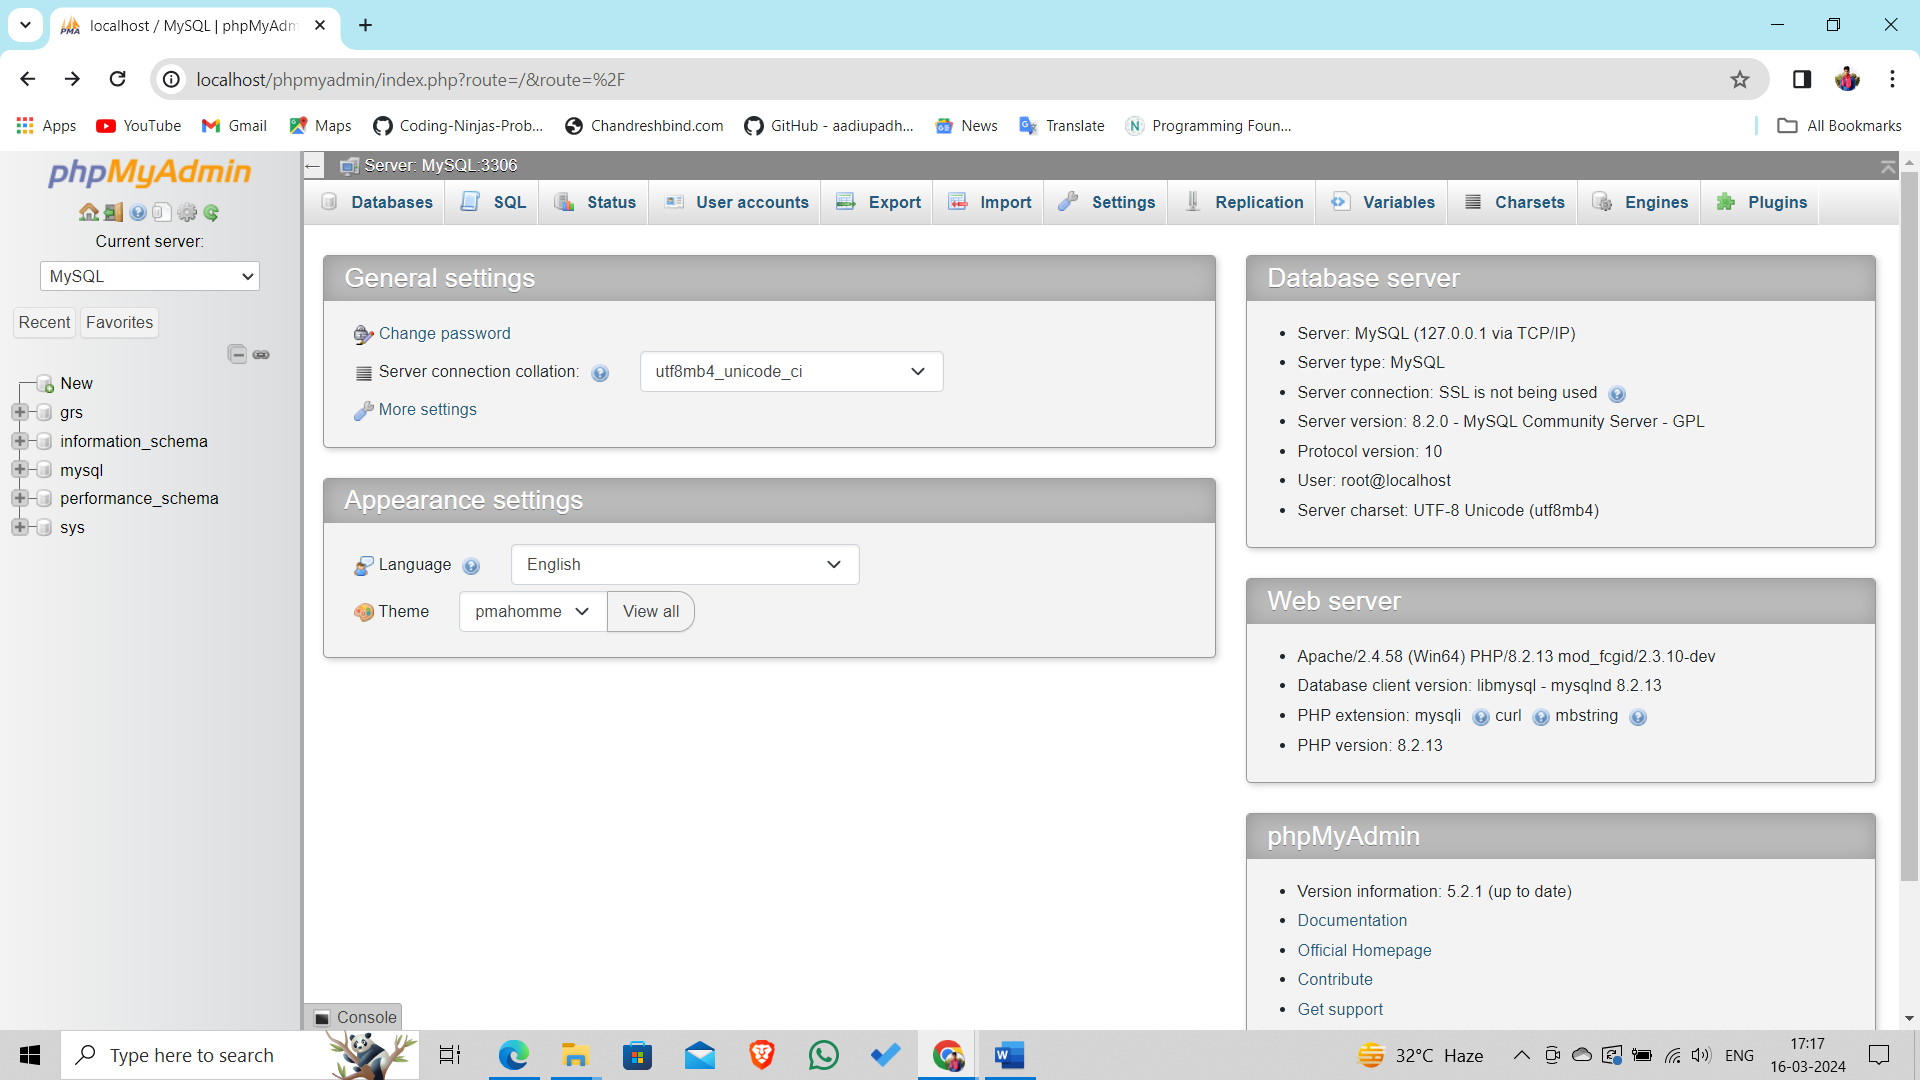 localhost / MySQL | phpMyAdm
localhost/phpmyadmin/index.php?route=/&route=%2F
Apps YouTube Gmail Maps Coding-Ninjas-Prob... Chandreshbind.com GitHub - aadiupadh... News Translate Programming Foun... All Bookmarks
phpMyAdmin
Current server:
MySQL
Recent Favorites
New
grs
information_schema
mysql
performance_schema
sys
Server: MySQL:3306
Databases SQL Status User accounts Export Import Settings Replication Variables Charsets Engines Plugins
General settings
Change password
Server connection collation: utf8mb4_unicode_ci
More settings
Appearance settings
Language English
Theme pmahomme View all
Database server
Server: MySQL (127.0.0.1 via TCP/IP)
Server type: MySQL
Server connection: SSL is not being used
Server version: 8.2.0 - MySQL Community Server - GPL
Protocol version: 10
User: root@localhost
Server charset: UTF-8 Unicode (utf8mb4)
Web server
Apache/2.4.58 (Win64) PHP/8.2.13 mod_fcgid/2.3.10-dev
Database client version: libmysql - mysqlnd 8.2.13
PHP extension: mysqli curl mbstring
PHP version: 8.2.13
phpMyAdmin
Version information: 5.2.1 (up to date)
Documentation
Official Homepage
Contribute
Get support
Console
Type here to search
32°C Haze
ENG
17:17
16-03-2024